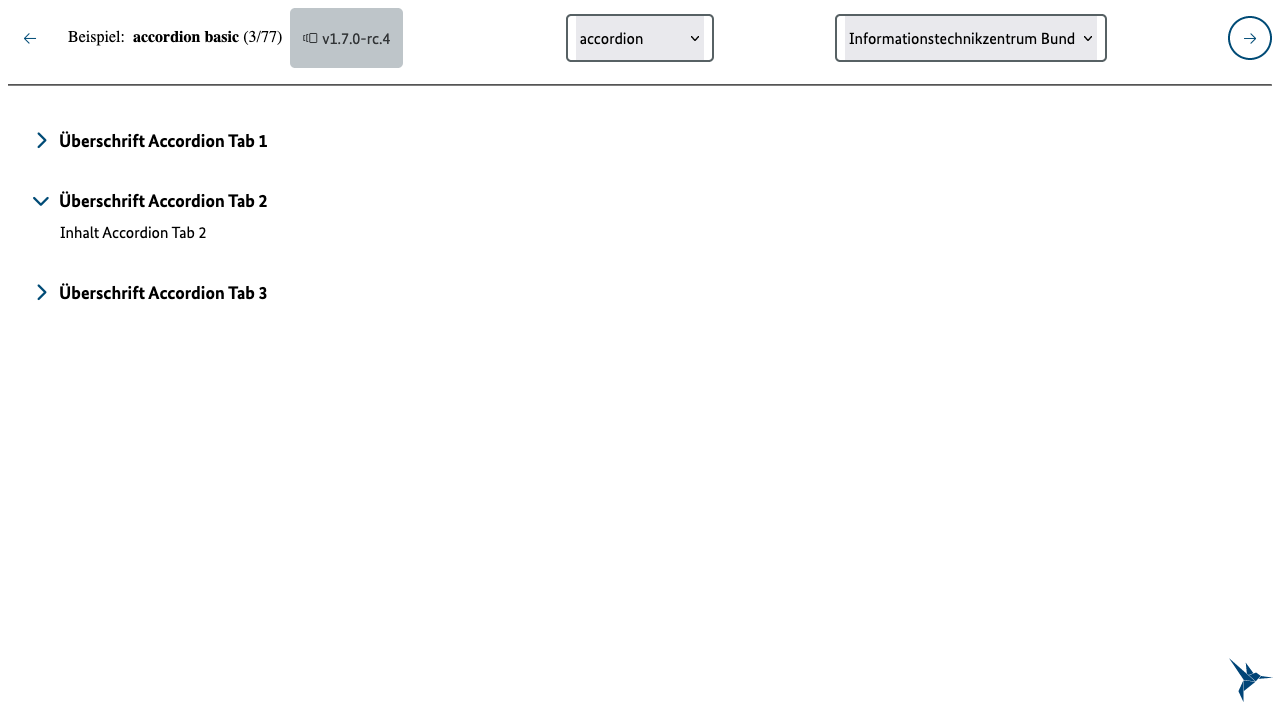 Beispiel: accordion basic (3/77) v1.7.0-rc.4 accordion Informationstechnikzentrum Bund
Überschrift Accordion Tab 1
Überschrift Accordion Tab 2
Inhalt Accordion Tab 2
Überschrift Accordion Tab 3